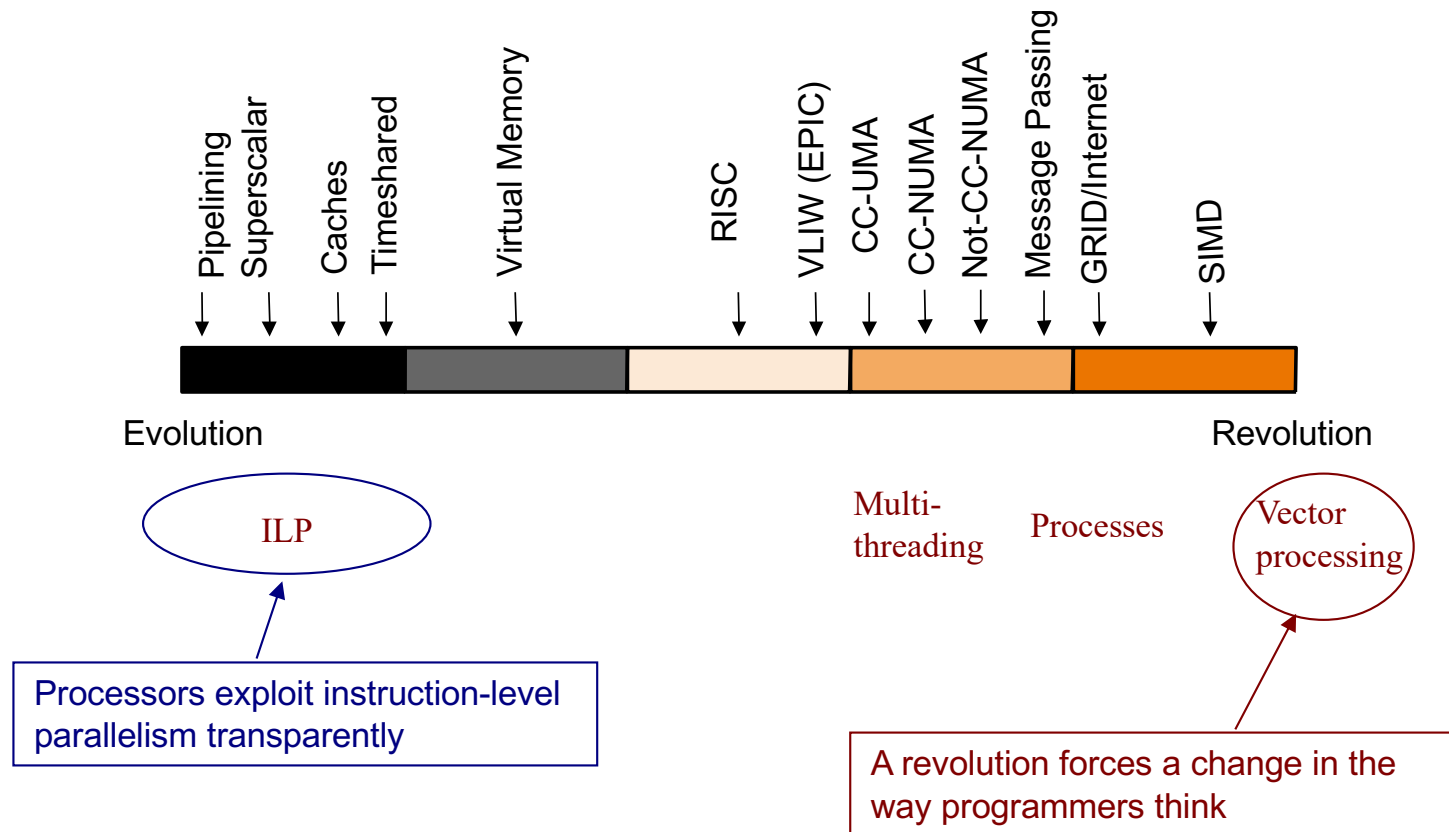 Pipelining
Superscalar
Caches
Timeshared
Virtual Memory
RISC
VLIW (EPIC)
CC-UMA
CC-NUMA
Not-CC-NUMA
Message Passing
GRID/Internet
SIMD
Evolution
Revolution
ILP
Multi-
threading
Processes
Vector
processing
Processors exploit instruction-level
parallelism transparently
A revolution forces a change in the
way programmers think